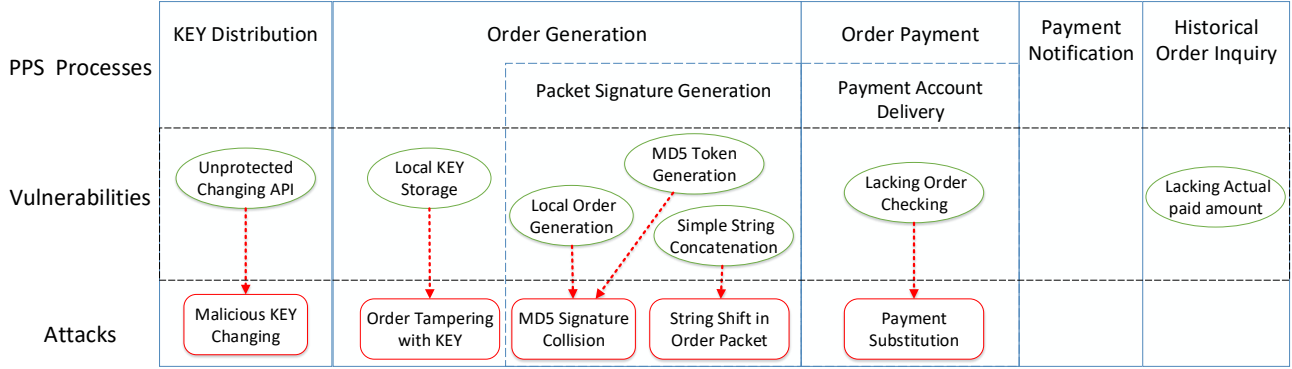 PPS Processes
KEY Distribution
Order Generation
Order Payment
Payment
Notification
Historical
Order Inquiry
Packet Signature Generation
Payment Account
Delivery
Vulnerabilities
Unprotected
Changing API
Local KEY
Storage
Local Order
Generation
MD5 Token
Generation
Simple String
Concatenation
Lacking Order
Checking
Lacking Actual
paid amount
Attacks
Malicious KEY
Changing
Order Tampering
with KEY
MD5 Signature
Collision
String Shift in
Order Packet
Payment
Substitution